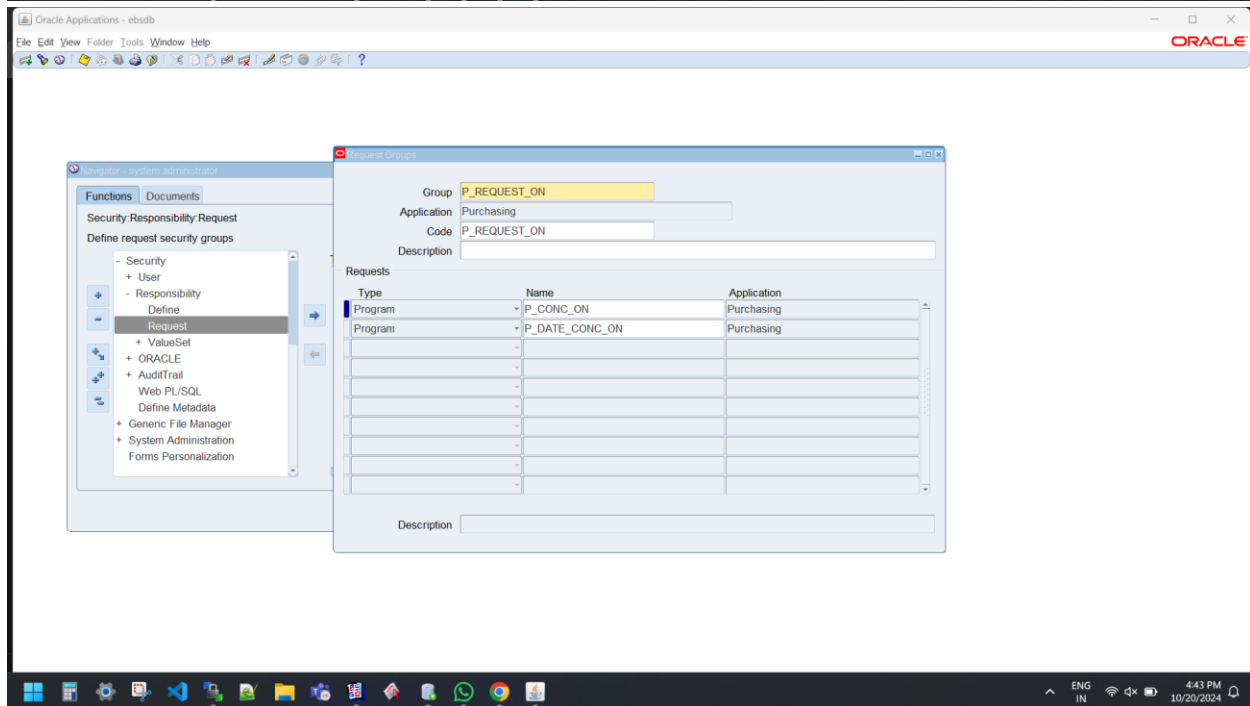 Oracle Applications - ebsdb
File Edit View Folder Tools Window Help
ORACLE
Navigator - system administrator
Functions Documents
Security:Responsibility:Request
Define request security groups
- Security
+ User
- Responsibility
Define
Request
+ ValueSet
+ ORACLE
+ AuditTrail
Web PL/SQL
Define Metadata
+ Generic File Manager
+ System Administration
Forms Personalization
Request Groups
Group P_REQUEST_ON
Application Purchasing
Code P_REQUEST_ON
Description
Requests
Type Name Application
Program P_CONC_ON Purchasing
Program P_DATE_CONC_ON Purchasing
Description
ENG
IN
4:43 PM
10/20/2024